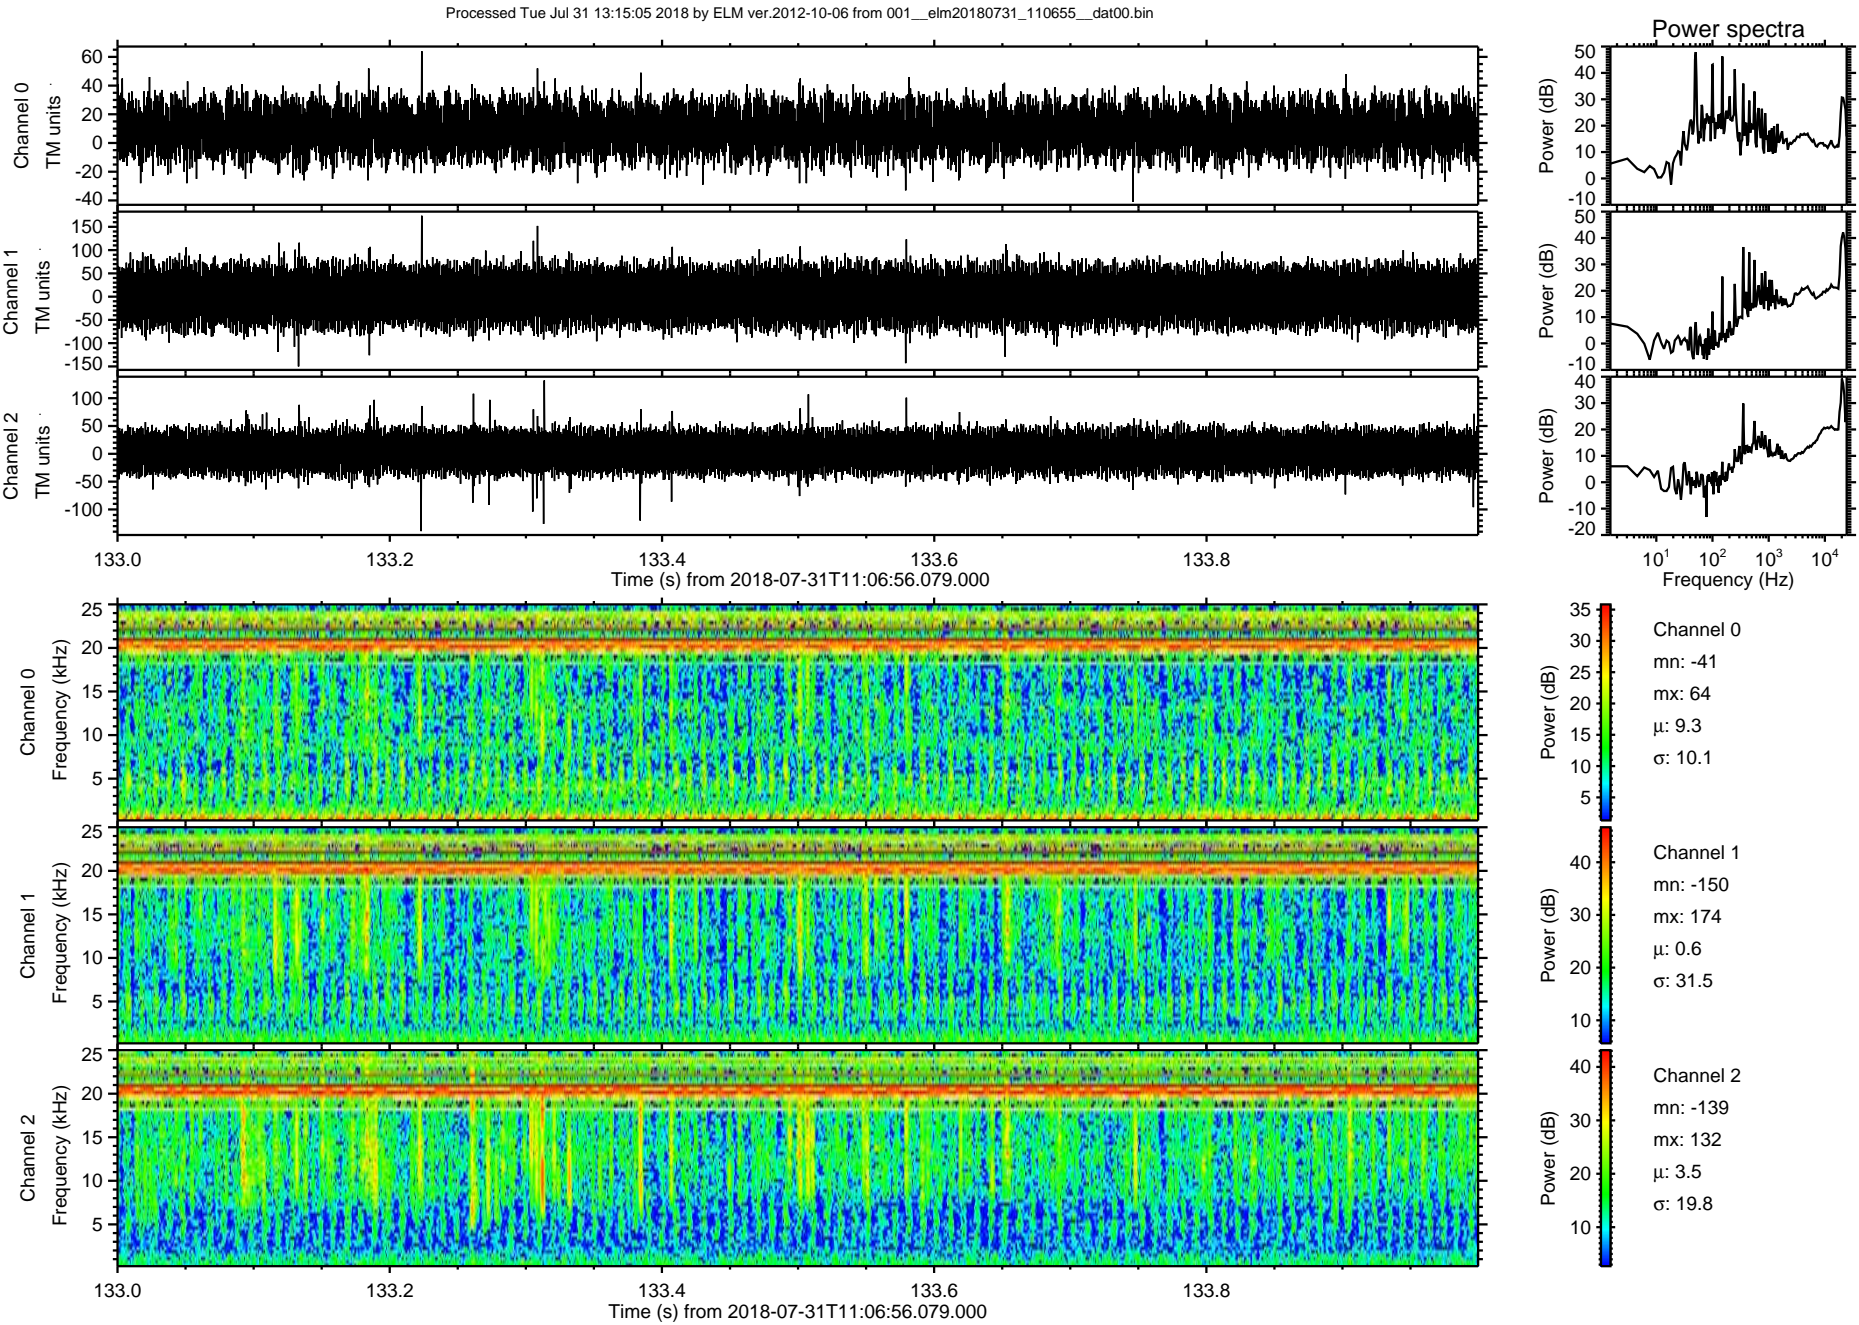 Processed Tue Jul 31 13:15:05 2018 by ELM ver.2012-10-06 from 001__elm20180731_110655__dat00.bin
Power spectra
Channel 0
TM units
60
40
20
0
-20
-40
Power (dB)
50
40
30
20
10
0
-10
Channel 1
TM units
150
100
50
0
-50
-100
-150
Power (dB)
50
40
30
20
10
0
-10
Channel 2
TM units
100
50
0
-50
-100
Power (dB)
40
30
20
10
0
-10
-20
133.0 133.2 133.4 133.6 133.8
Time (s) from 2018-07-31T11:06:56.079.000
10¹ 10² 10³ 10⁴
Frequency (Hz)
Channel 0
Frequency (kHz)
25
20
15
10
5
Power (dB)
35
30
25
20
15
10
5
Channel 0
mn: -41
mx: 64
μ: 9.3
σ: 10.1
Channel 1
Frequency (kHz)
25
20
15
10
5
Power (dB)
40
30
20
10
Channel 1
mn: -150
mx: 174
μ: 0.6
σ: 31.5
Channel 2
Frequency (kHz)
25
20
15
10
5
Power (dB)
40
30
20
10
Channel 2
mn: -139
mx: 132
μ: 3.5
σ: 19.8
133.0 133.2 133.4 133.6 133.8
Time (s) from 2018-07-31T11:06:56.079.000